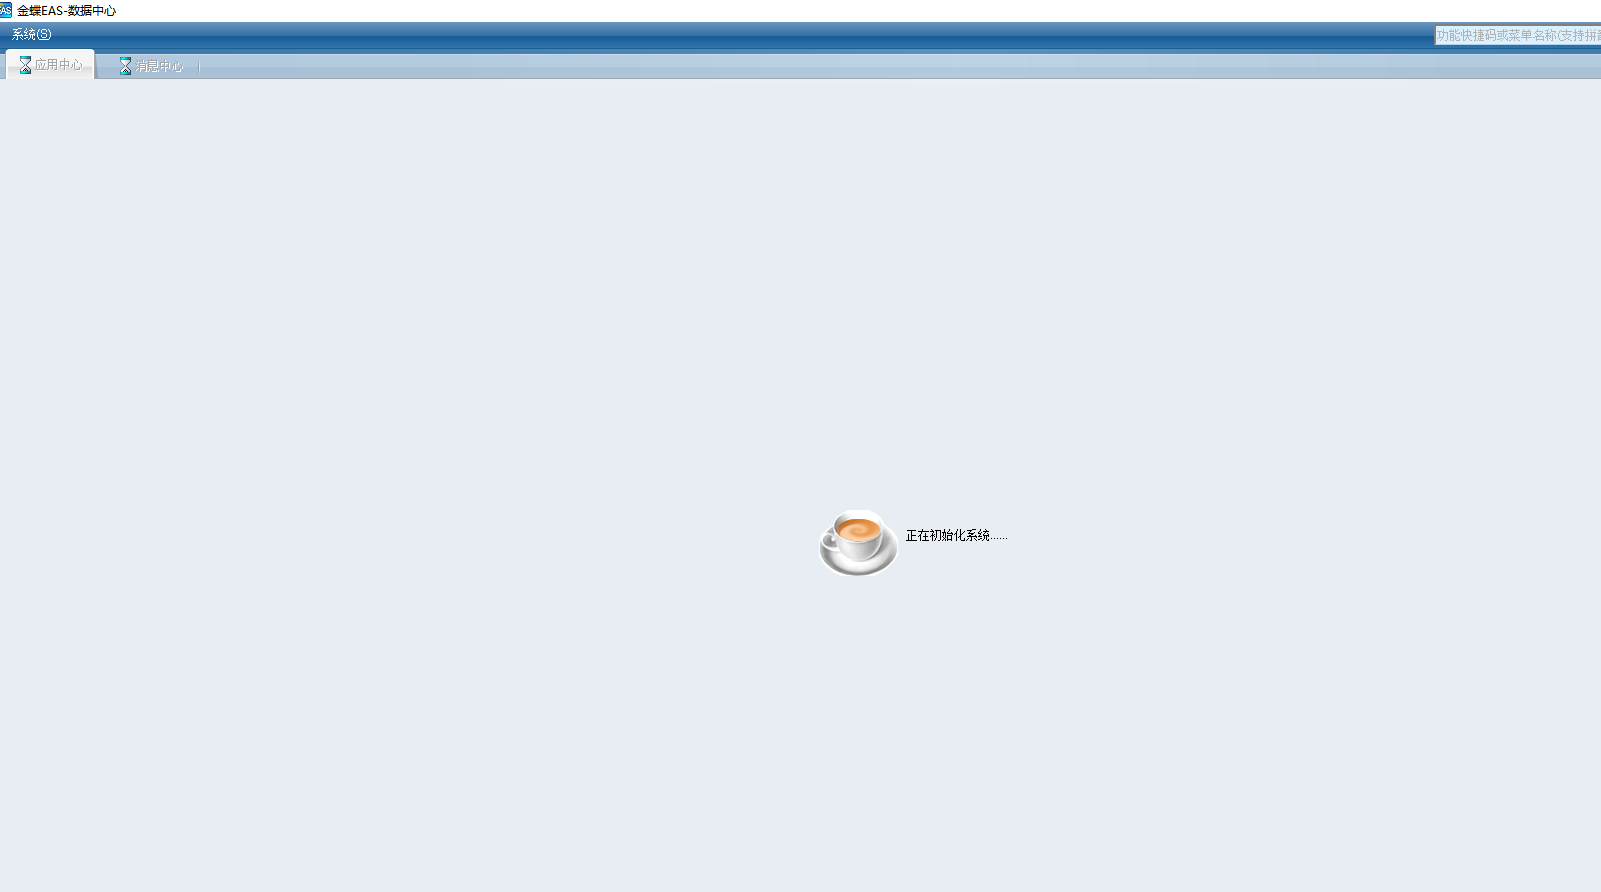 金蝶EAS-数据中心
系统(S)
功能快捷码或菜单名称(支持拼
应用中心
消息中心
正在初始化系统......